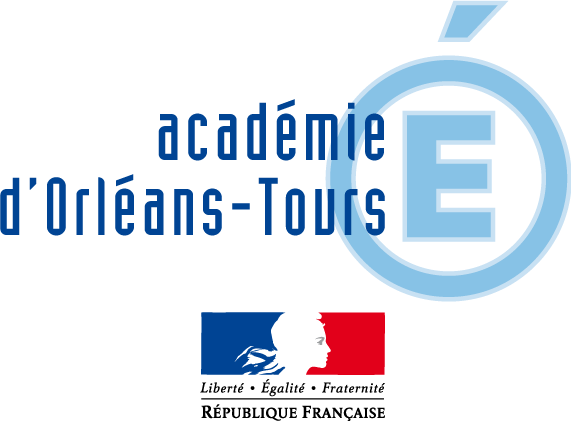 académie
d'Orléans-Tours
É
Liberté • Égalité • Fraternité
RÉPUBLIQUE FRANÇAISE